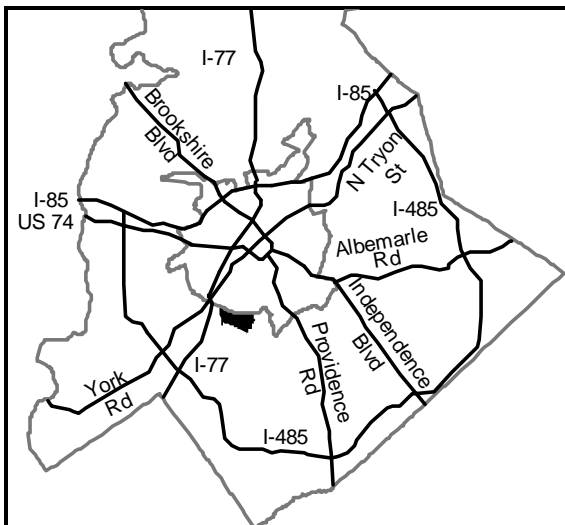 I-77
I-85
Brookshire
Blvd
N Tryon
St
I-85
US 74
I-485
Albemarle
Rd
Independence
Blvd
Providence
Rd
I-77
York
Rd
I-485